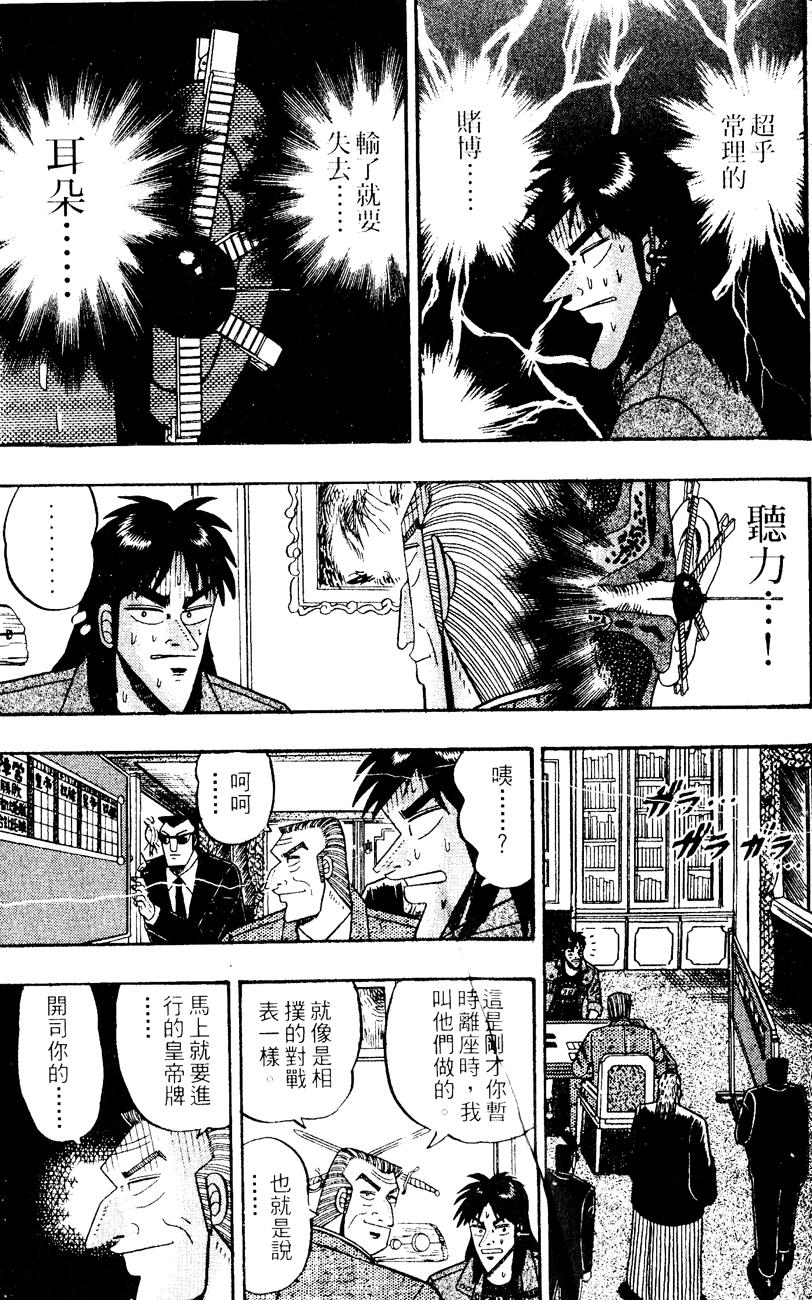 超乎
常理的
賭博……
輸了就要
失去……
耳朵……
聽力…！
……
ガラ…
ガラガラ…
咦……？
呵呵
……
這是剛才你暫
時離座時，我
叫他們做的。
就像是相
撲的對戰
表一樣。
也就是說
……
馬上就要進
行的皇帝牌
……
開司你的……